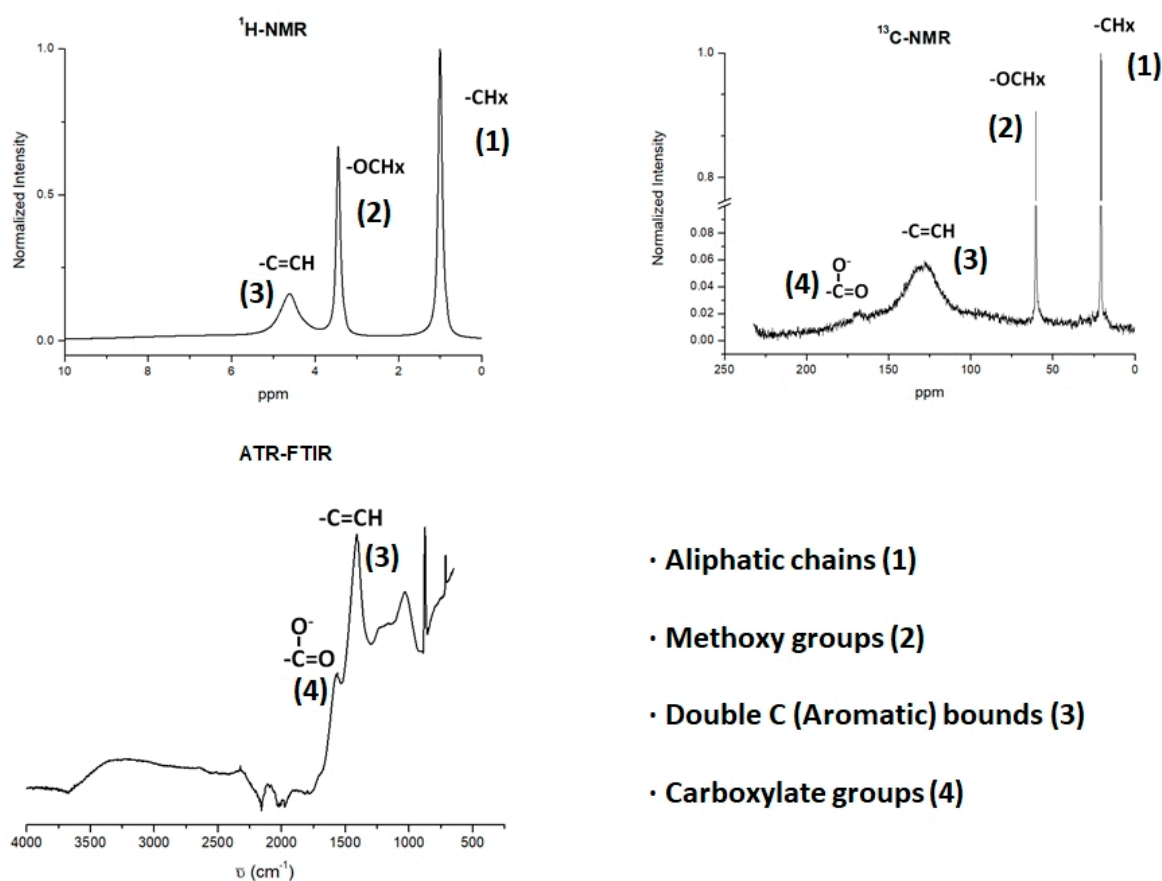 ¹H-NMR
1.0
0.5
0.0
Normalized Intensity
-CHx
(1)
-OCHx
(2)
-C=CH
(3)
10 8 6 4 2 0
ppm
¹³C-NMR
-CHx
(1)
-OCHx
(2)
-C=CH
(3)
O⁻
(4) -C=O
1.0
0.8
0.08
0.06
0.04
0.02
0.00
Normalized Intensity
250 200 150 100 50 0
ppm
ATR-FTIR
-C=CH
(3)
O⁻
-C=O
(4)
4000 3500 3000 2500 2000 1500 1000 500
ῡ (cm⁻¹)
· Aliphatic chains (1)
· Methoxy groups (2)
· Double C (Aromatic) bounds (3)
· Carboxylate groups (4)